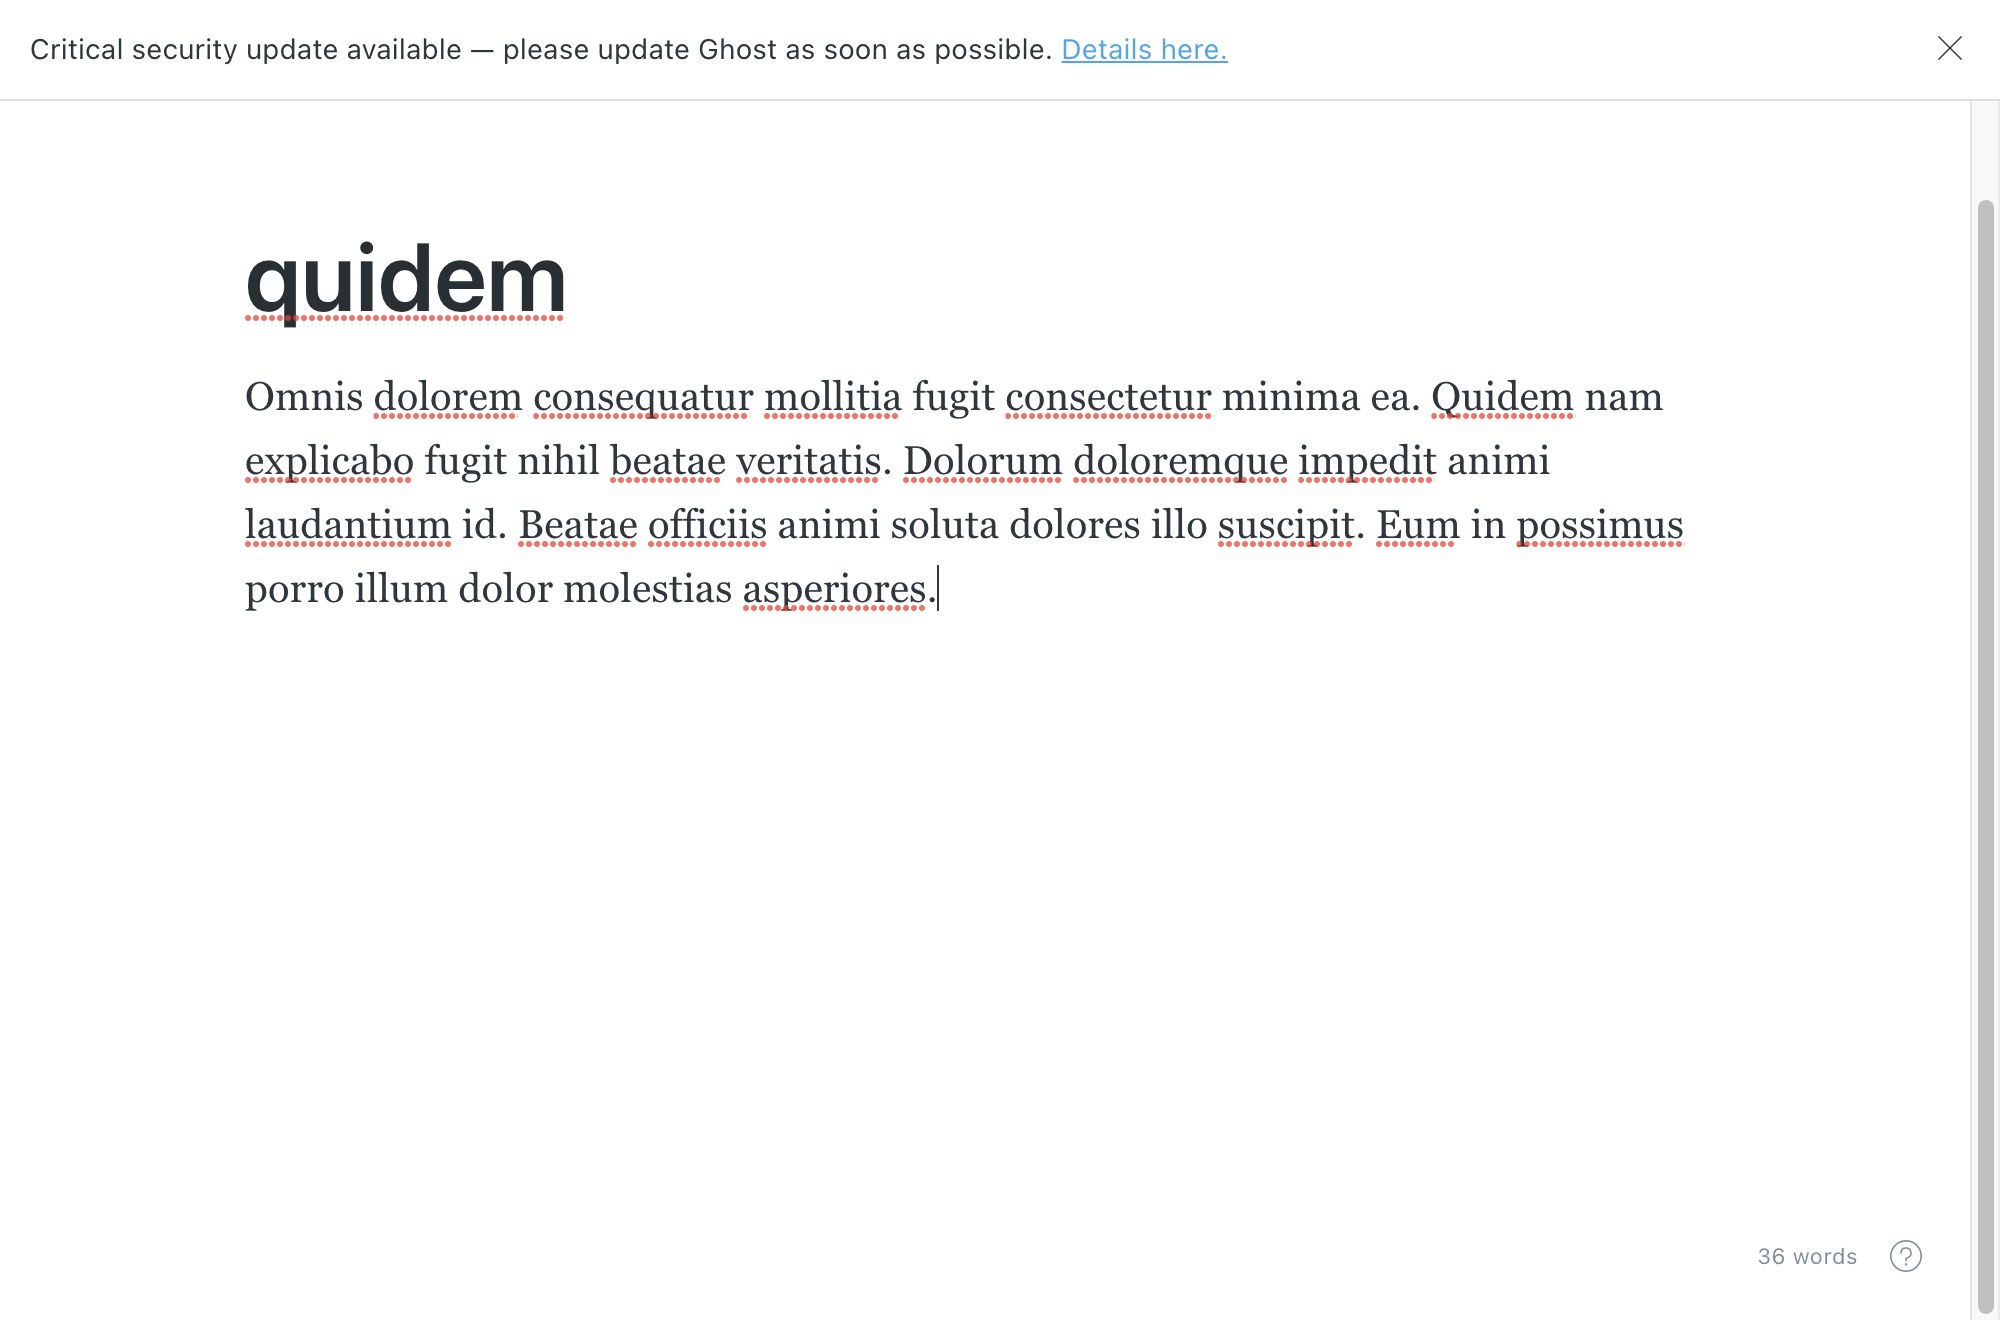 Critical security update available — please update Ghost as soon as possible. Details here.
quidem
Omnis dolorem consequatur mollitia fugit consectetur minima ea. Quidem nam
explicabo fugit nihil beatae veritatis. Dolorum doloremque impedit animi
laudantium id. Beatae officiis animi soluta dolores illo suscipit. Eum in possimus
porro illum dolor molestias asperiores.
36 words
?